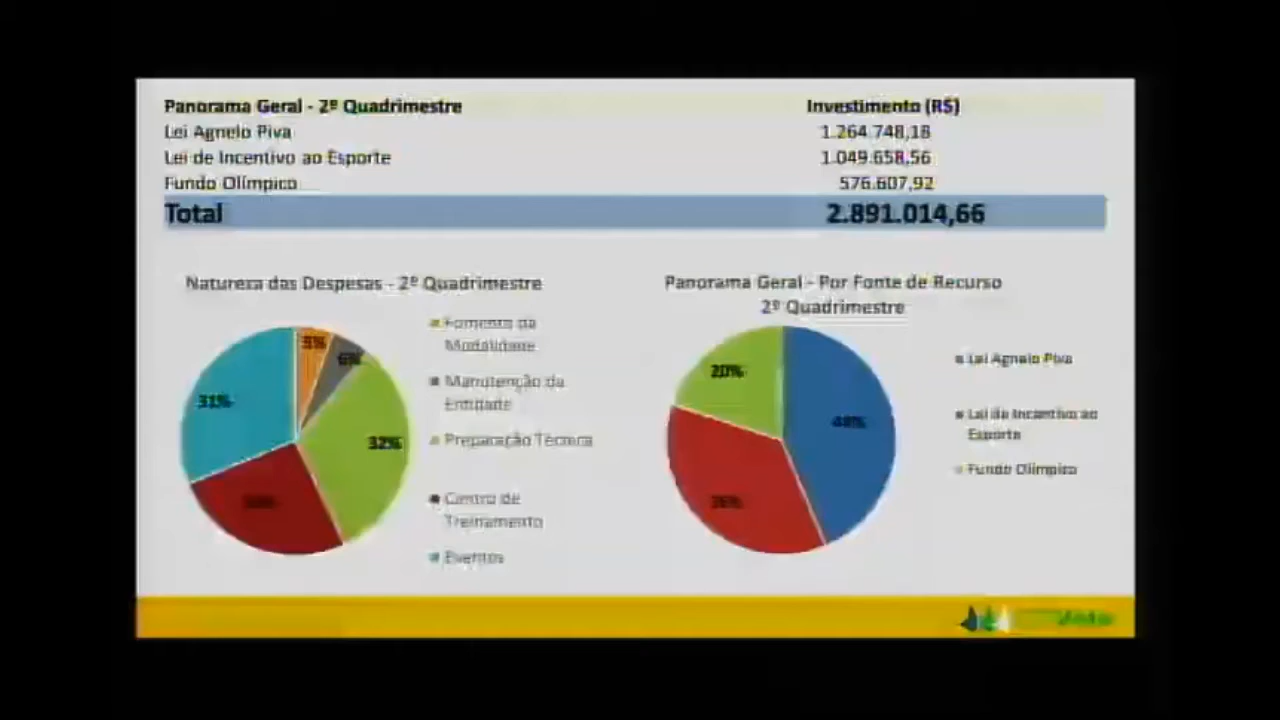 Panorama Geral - 2º Quadrimestre Investimento (R$)
Lei Agnelo Piva 1.264.748,18
Lei de Incentivo ao Esporte 1.049.658,56
Fundo Olímpico 576.607,92
Total 2.891.014,66
Natureza das Despesas - 2º Quadrimestre
5%
6%
31%
32%
Fomento da
Modalidade
Manutenção da
Entidade
Preparação Técnica
Centro de
Treinamento
Eventos
Panorama Geral - Por Fonte de Recurso
2º Quadrimestre
20%
36%
Lei Agnelo Piva
Lei de Incentivo ao
Esporte
Fundo Olímpico